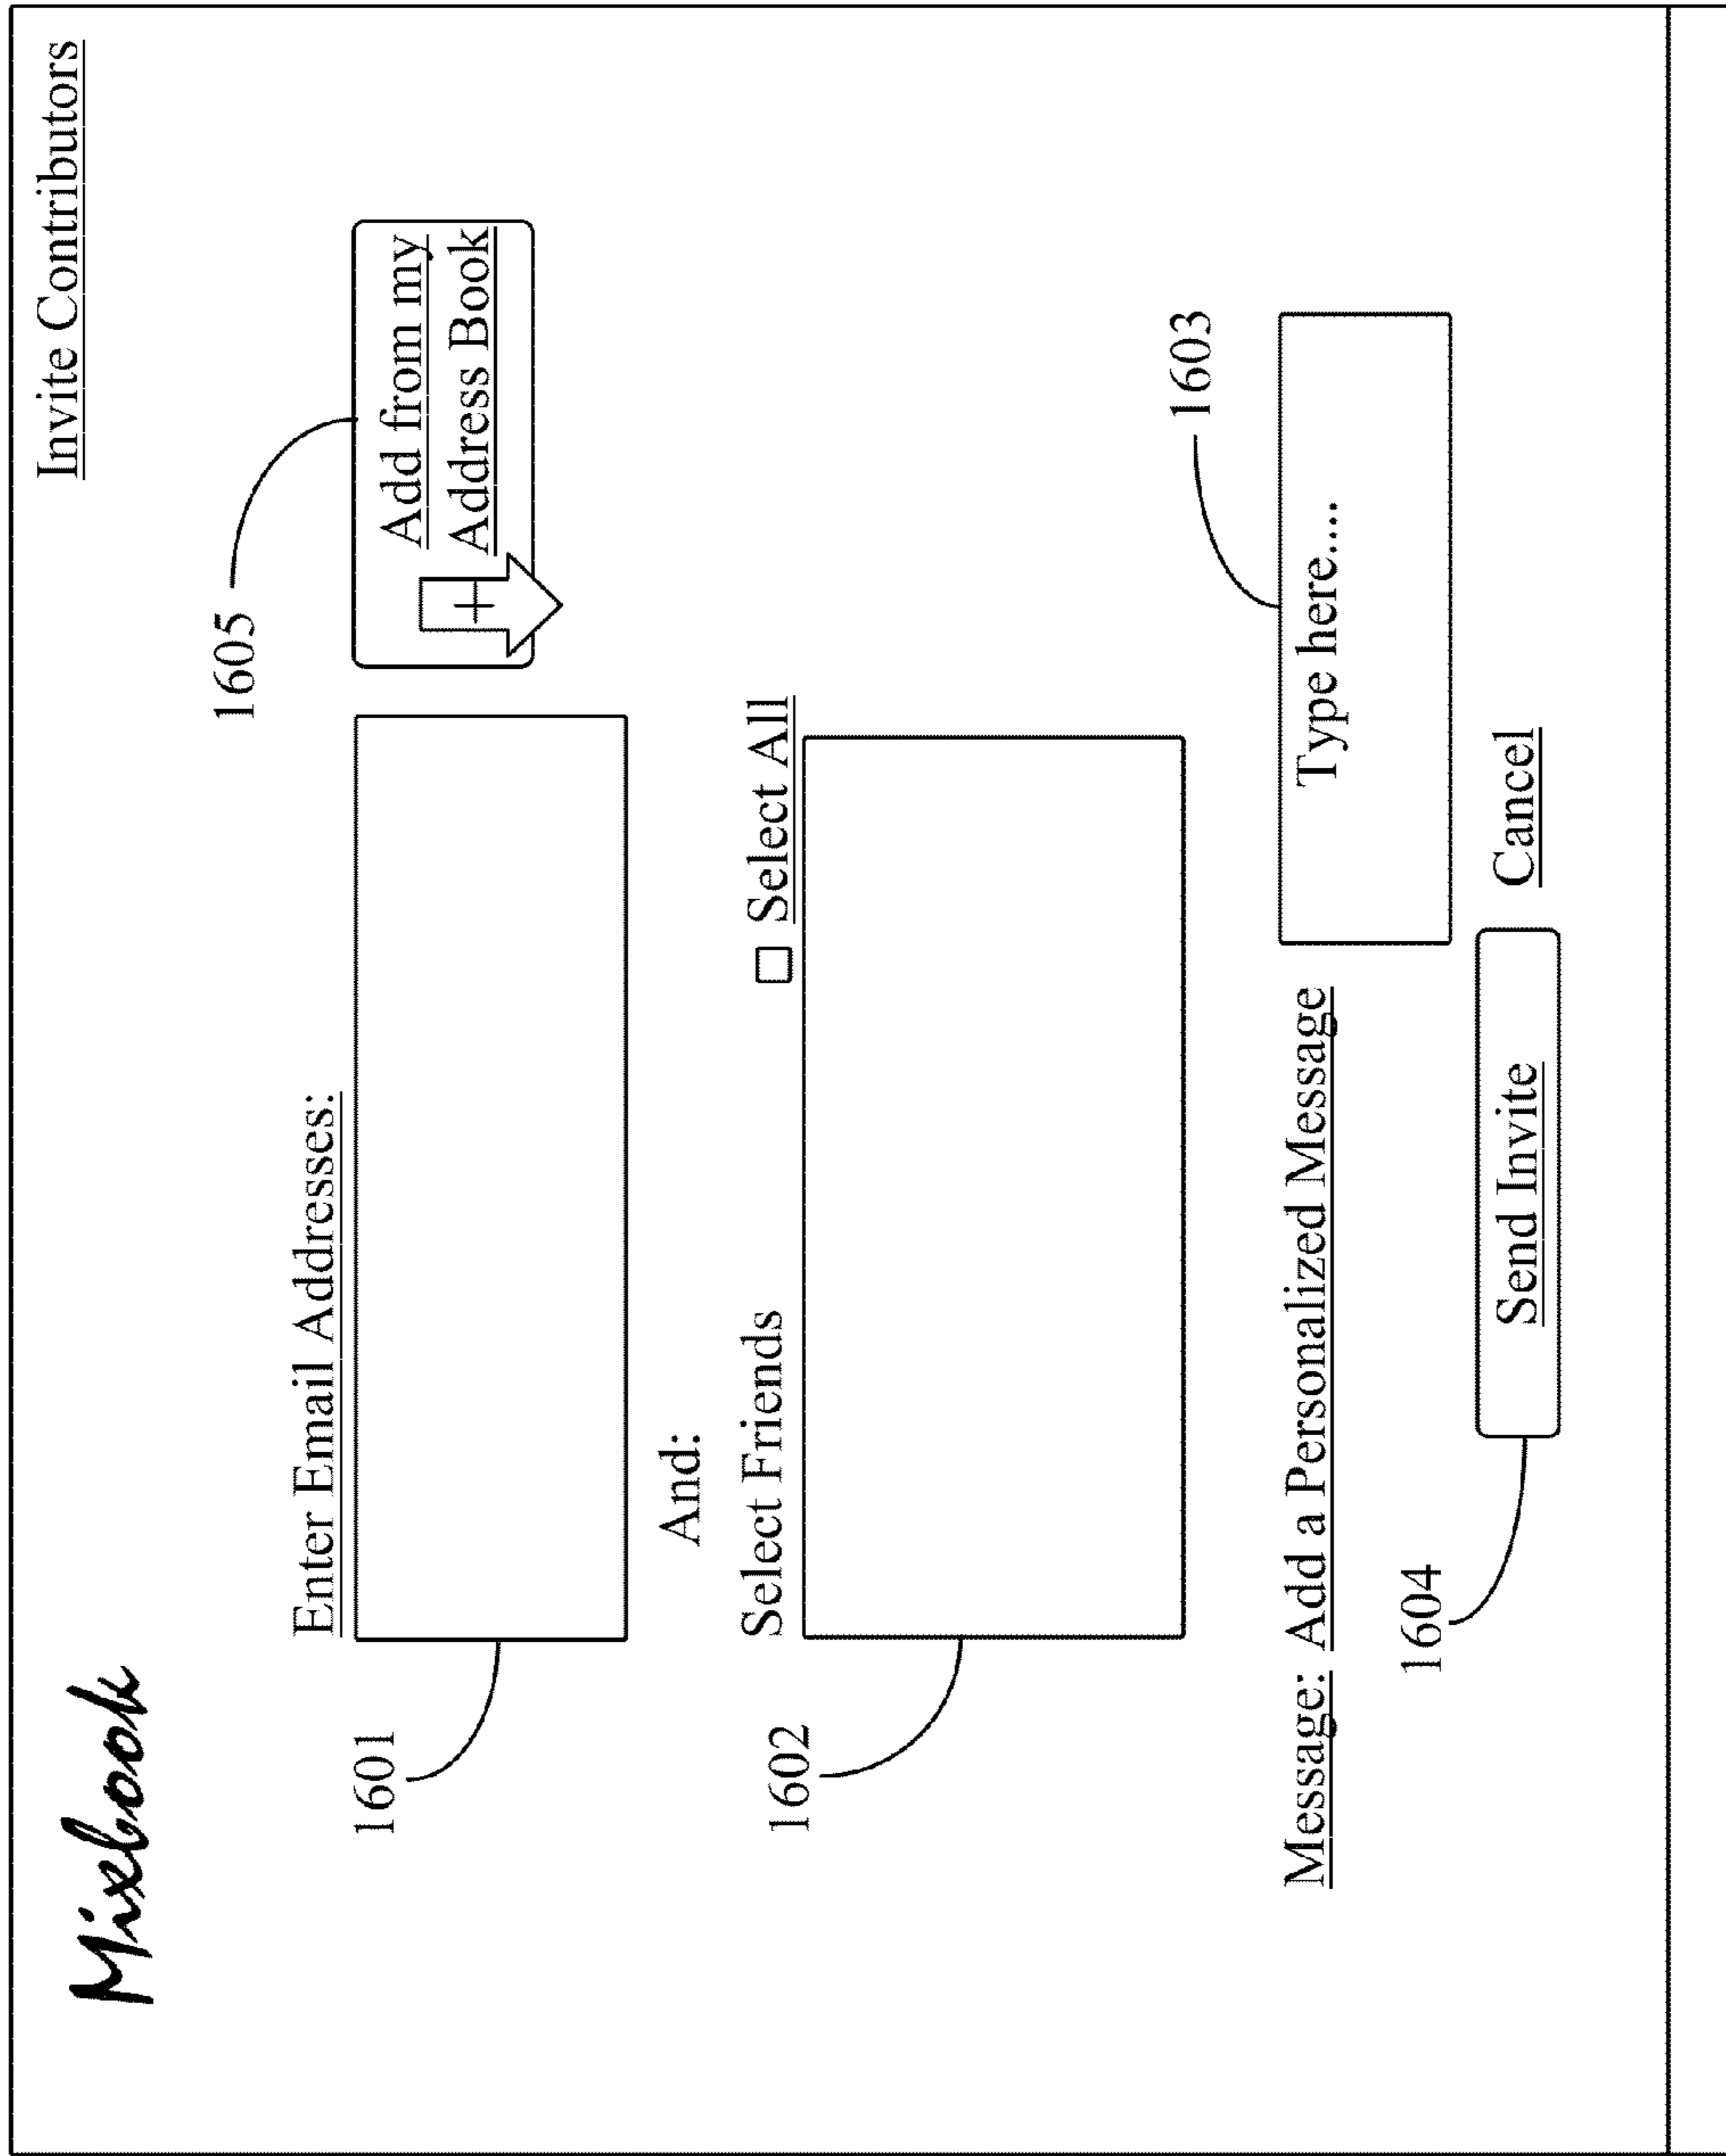 Mixbook
Invite Contributors
1605
Enter Email Addresses:
1601
Add from my
Address Book
+
And:
Select Friends
Select All
1602
1603
Message: Add a Personalized Message
Type here....
1604
Send Invite
Cancel